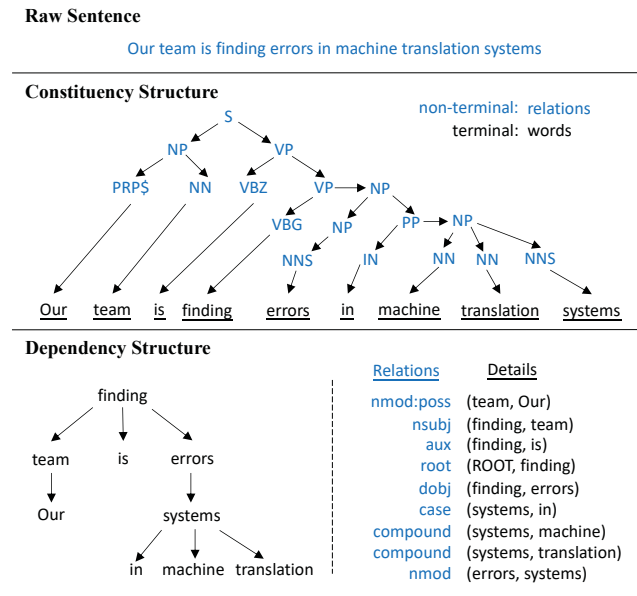 Raw Sentence
Our team is finding errors in machine translation systems
Constituency Structure
S
non-terminal: relations
terminal: words
NP VP
PRP$ NN VBZ VP NP
VBG NP PP NP
NNS IN NN NN NNS
Our team is finding errors in machine translation systems
Dependency Structure
finding
team is errors
Our systems
in machine translation
Relations Details
nmod:poss (team, Our)
nsubj (finding, team)
aux (finding, is)
root (ROOT, finding)
dobj (finding, errors)
case (systems, in)
compound (systems, machine)
compound (systems, translation)
nmod (errors, systems)